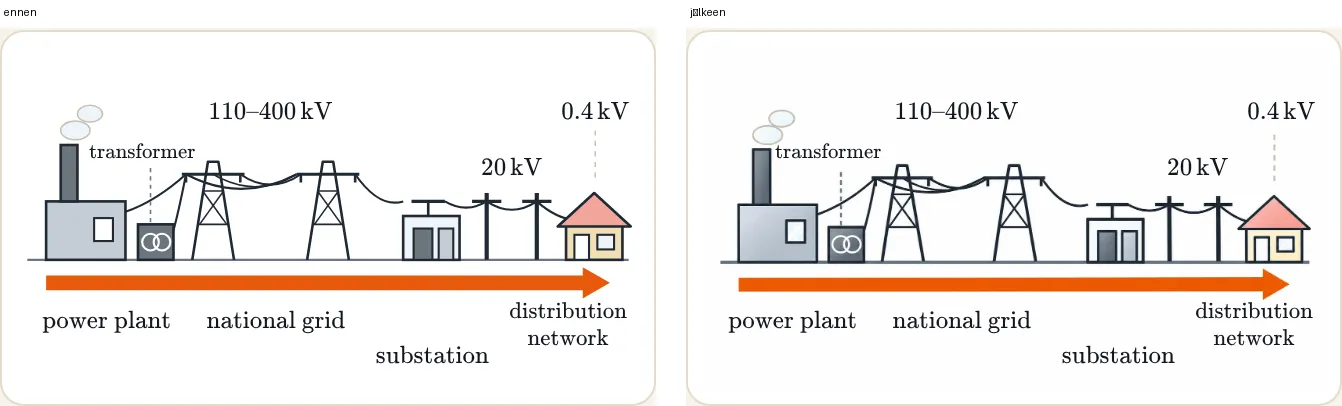 ennen
110–400 kV
0.4 kV
transformer
20 kV
power plant
national grid
distribution
network
substation
j▯lkeen
110–400 kV
0.4 kV
transformer
20 kV
power plant
national grid
distribution
network
substation